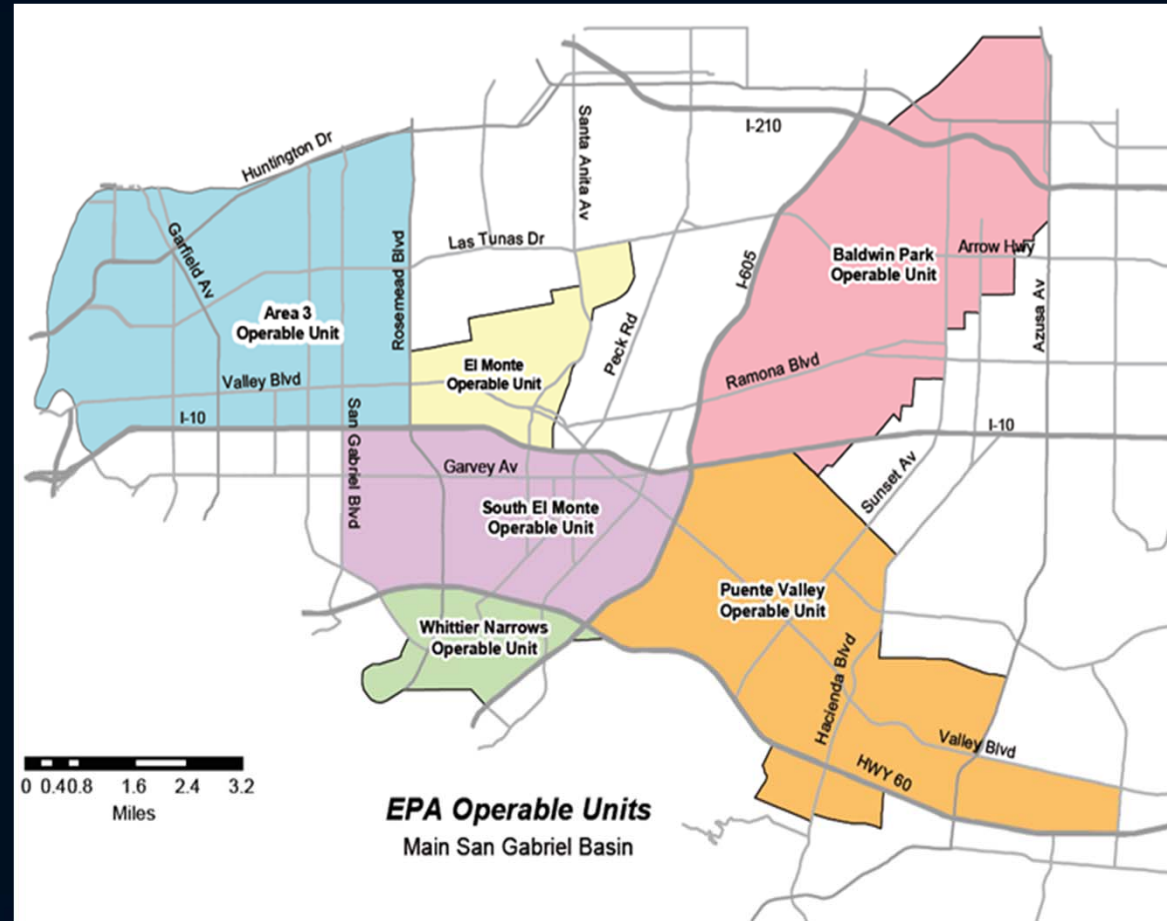 I-210
Huntington Dr
Santa Anita Av
Garfield Av
Rosemead Blvd
Las Tunas Dr
I-605
Baldwin Park
Operable Unit
Arrow Hwy
Area 3
Operable Unit
Peck Rd
Azusa Av
El Monte
Operable Unit
Ramona Blvd
Valley Blvd
I-10
San Gabriel Blvd
I-10
Garvey Av
Sunset Av
South El Monte
Operable Unit
Puente Valley
Operable Unit
Whittier Narrows
Operable Unit
Hacienda Blvd
Valley Blvd
HWY 60
0 0.40.8 1.6 2.4 3.2
Miles
EPA Operable Units
Main San Gabriel Basin